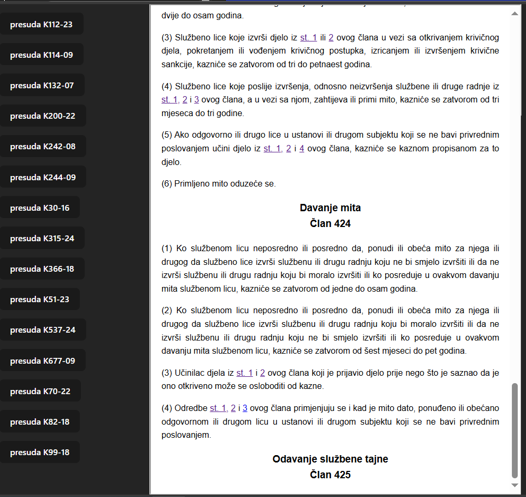 presuda K112-23
presuda K114-09
presuda K132-07
presuda K200-22
presuda K242-08
presuda K244-09
presuda K30-16
presuda K315-24
presuda K366-18
presuda K51-23
presuda K537-24
presuda K677-09
presuda K70-22
presuda K82-18
presuda K99-18
dvije do osam godina.
(3) Službeno lice koje izvrši djelo iz st. 1 ili 2 ovog člana u vezi sa otkrivanjem krivičnog
djela, pokretanjem ili vođenjem krivičnog postupka, izricanjem ili izvršenjem krivične
sankcije, kazniće se zatvorom od tri do petnaest godina.
(4) Službeno lice koje poslije izvršenja, odnosno neizvršenja službene ili druge radnje iz
st. 1, 2 i 3 ovog člana, a u vezi sa njom, zahtijeva ili primi mito, kazniće se zatvorom od tri
mjeseca do tri godine.
(5) Ako odgovorno ili drugo lice u ustanovi ili drugom subjektu koji se ne bavi privrednim
poslovanjem učini djelo iz st. 1, 2 i 4 ovog člana, kazniće se kaznom propisanom za to
djelo.
(6) Primljeno mito oduzeće se.
Davanje mita
Član 424
(1) Ko službenom licu neposredno ili posredno da, ponudi ili obeća mito za njega ili
drugog da službeno lice izvrši službenu ili drugu radnju koju ne bi smjelo izvršiti ili da ne
izvrši službenu ili drugu radnju koju bi moralo izvršiti ili ko posreduje u ovakvom davanju
mita službenom licu, kazniće se zatvorom od jedne do osam godina.
(2) Ko službenom licu neposredno ili posredno da, ponudi ili obeća mito za njega ili
drugog da službeno lice izvrši službenu ili drugu radnju koju bi moralo izvršiti ili da ne
izvrši službenu ili drugu radnju koju ne bi smjelo izvršiti ili ko posreduje u ovakvom
davanju mita službenom licu, kazniće se zatvorom od šest mjeseci do pet godina.
(3) Učinilac djela iz st. 1 i 2 ovog člana koji je prijavio djelo prije nego što je saznao da je
ono otkriveno može se osloboditi od kazne.
(4) Odredbe st. 1, 2 i 3 ovog člana primjenjuju se i kad je mito dato, ponuđeno ili obećano
odgovornom ili drugom licu u ustanovi ili drugom subjektu koji se ne bavi privrednim
poslovanjem.
Odavanje službene tajne
Član 425